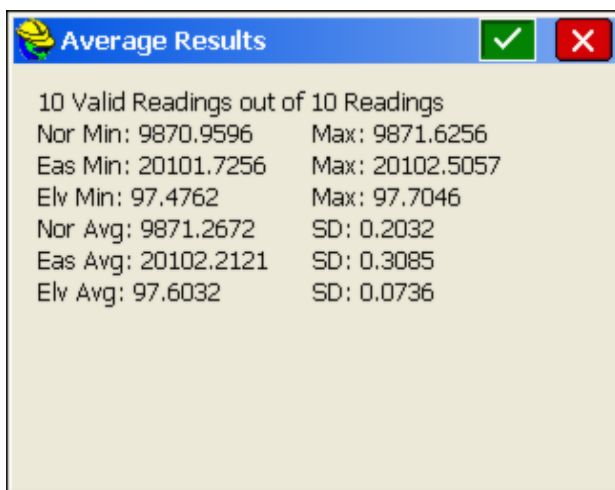 Average Results
10 Valid Readings out of 10 Readings
Nor Min: 9870.9596 Max: 9871.6256
Eas Min: 20101.7256 Max: 20102.5057
Elv Min: 97.4762 Max: 97.7046
Nor Avg: 9871.2672 SD: 0.2032
Eas Avg: 20102.2121 SD: 0.3085
Elv Avg: 97.6032 SD: 0.0736